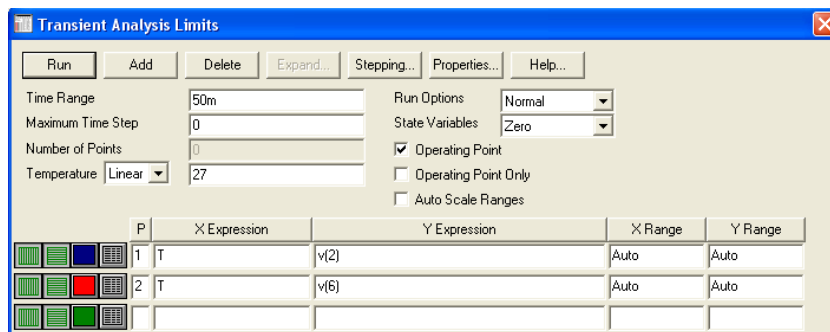 Transient Analysis Limits
Run Add Delete Expand... Stepping... Properties... Help...
Time Range 50m Run Options Normal
Maximum Time Step 0 State Variables Zero
Number of Points 0 Operating Point
Temperature Linear 27 Operating Point Only
Auto Scale Ranges
P X Expression Y Expression X Range Y Range
1 T v(2) Auto Auto
2 T v(6) Auto Auto